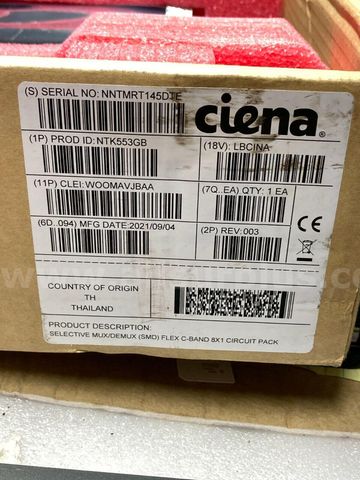 (S) SERIAL NO: NNTMRT145DTE
ciena®
(1P) PROD ID:NTK553GB
(18V): LBCINA
(11P) CLEI:WOOMAVJBAA
(7Q..EA) QTY: 1 EA
(6D..094) MFG DATE:2021/09/04
(2P) REV:003
CE
COUNTRY OF ORIGIN
TH
THAILAND
PRODUCT DESCRIPTION:
SELECTIVE MUX/DEMUX (SMD) FLEX C-BAND 8X1 CIRCUIT PACK